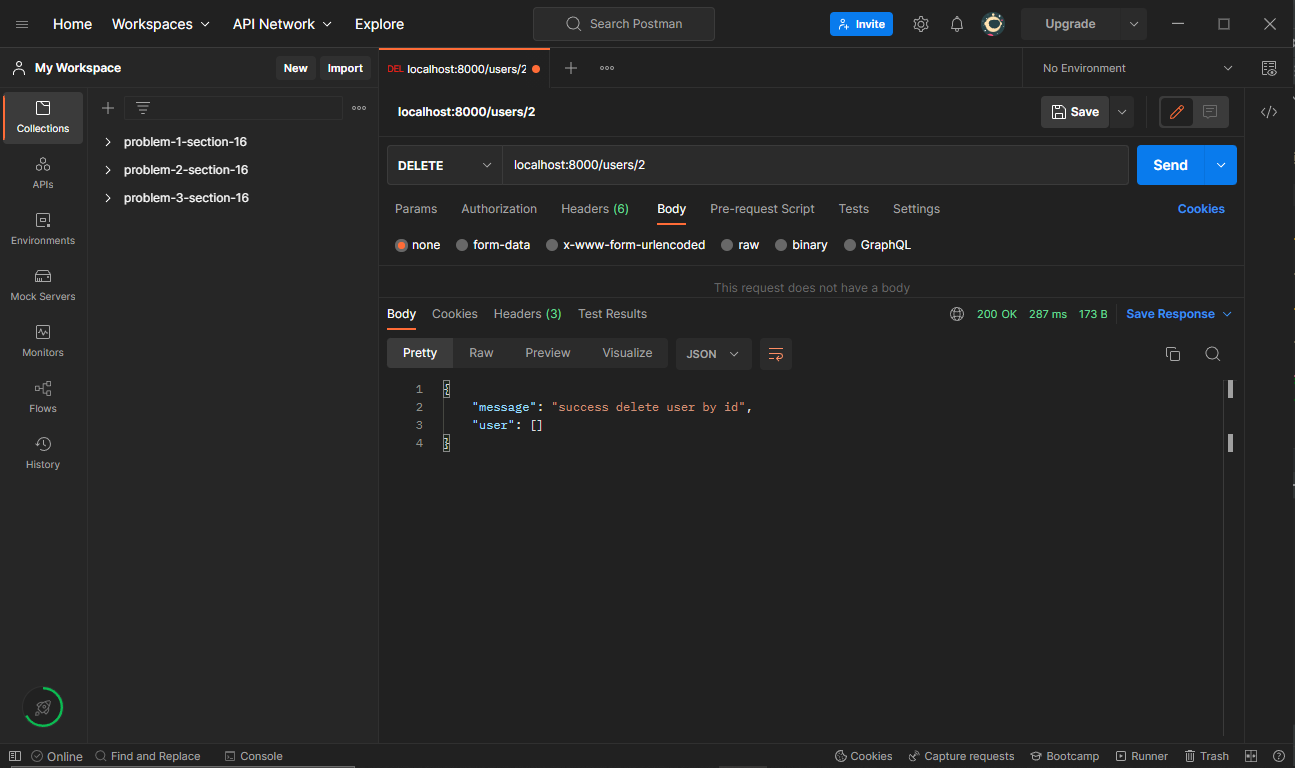 Home Workspaces API Network Explore Search Postman Invite Upgrade
My Workspace New Import DEL localhost:8000/users/2 No Environment
Collections
APIs
Environments
Mock Servers
Monitors
Flows
History
problem-1-section-16
problem-2-section-16
problem-3-section-16
localhost:8000/users/2 Save
DELETE localhost:8000/users/2 Send
Params Authorization Headers (6) Body Pre-request Script Tests Settings Cookies
none form-data x-www-form-urlencoded raw binary GraphQL
This request does not have a body
Body Cookies Headers (3) Test Results 200 OK 287 ms 173 B Save Response
Pretty Raw Preview Visualize JSON
1 {
2 "message": "success delete user by id",
3 "user": []
4 }
Online Find and Replace Console Cookies Capture requests Bootcamp Runner Trash